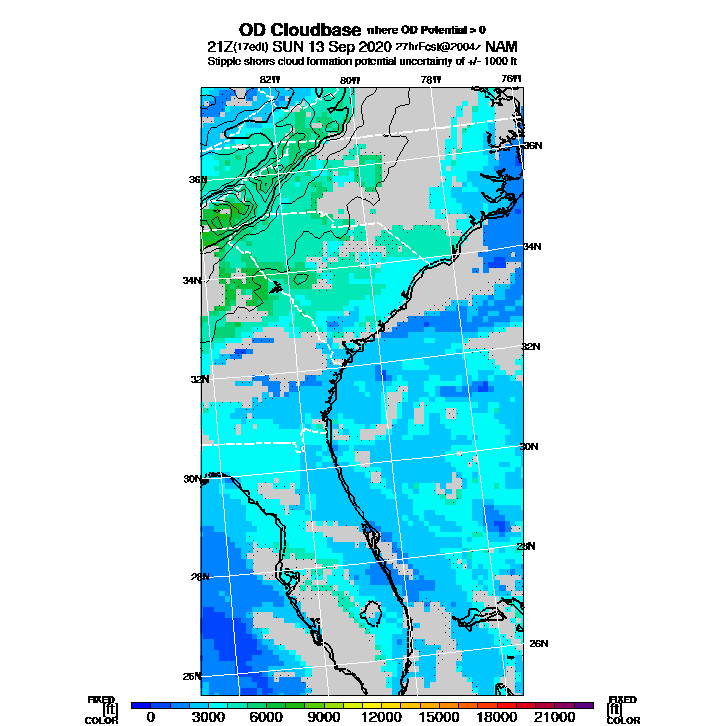 OD Cloudbase where OD Potential > 0
21Z(17edt) SUN 13 Sep 2020 27hrFcst@2004z NAM
Stipple shows cloud formation potential uncertainty of +/- 1000 ft
82W 80W 78W 76W
36N
36N
34N
34N
32N
32N
30N
30N
28N
28N
26N
26N
FIXED FIXED
[ft] [ft]
COLOR COLOR
0 3000 6000 9000 12000 15000 18000 21000